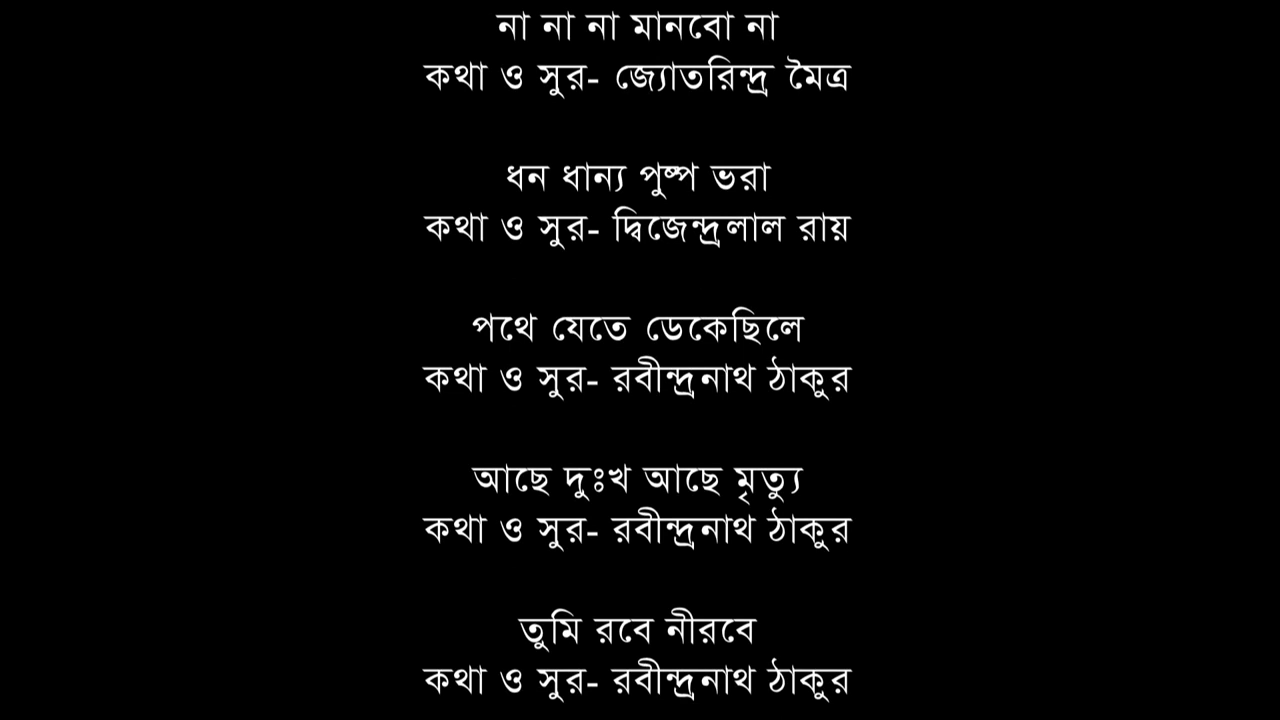 না না না মানবো না
কথা ও সুর- জ্যোতরিন্দ্র মৈত্র
ধন ধান্য পুষ্প ভরা
কথা ও সুর- দ্বিজেন্দ্রলাল রায়
পথে যেতে ডেকেছিলে
কথা ও সুর- রবীন্দ্রনাথ ঠাকুর
আছে দুঃখ আছে মৃত্যু
কথা ও সুর- রবীন্দ্রনাথ ঠাকুর
তুমি রবে নীরবে
কথা ও সুর- রবীন্দ্রনাথ ঠাকুর